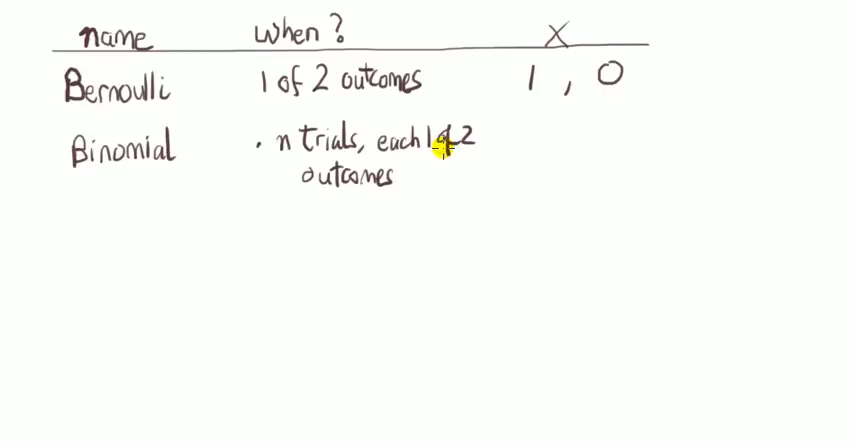 name when? X
Bernoulli 1 of 2 outcomes 1 , 0
Binomial · n trials, each 1 of 2
outcomes